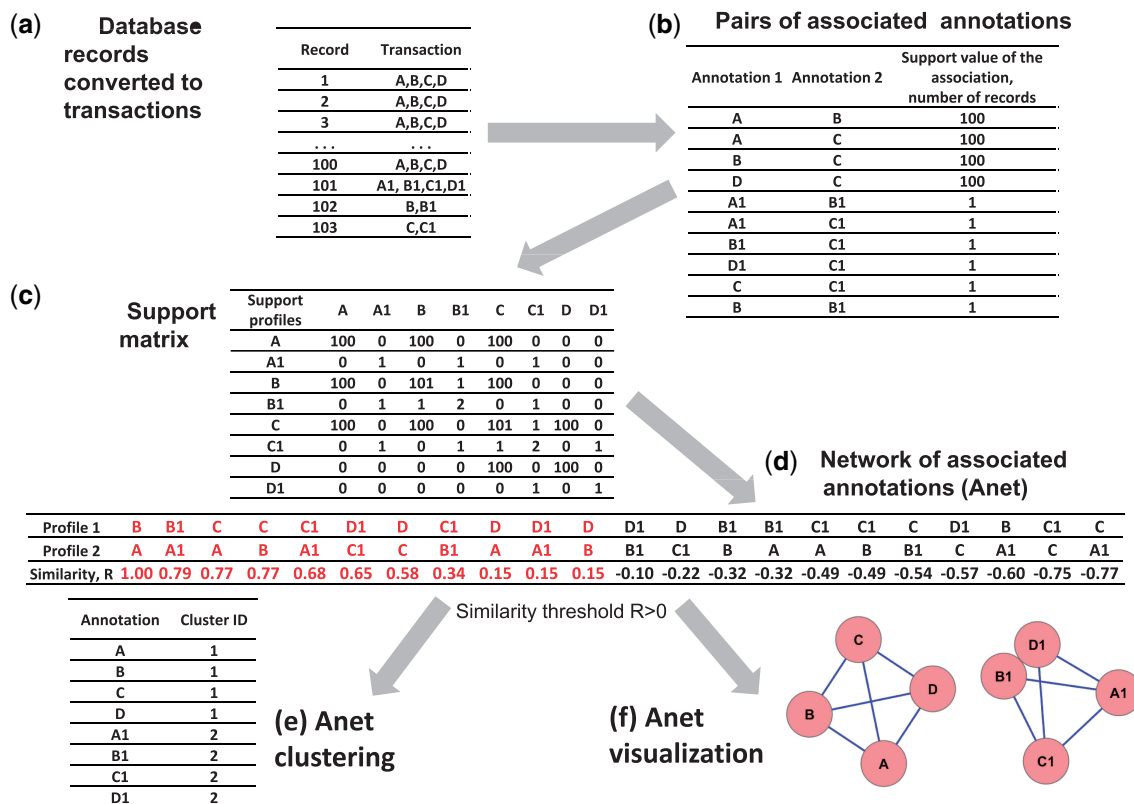 (a) Database
records
converted to
transactions
Record Transaction
1 A,B,C,D
2 A,B,C,D
3 A,B,C,D
. . . . . .
100 A,B,C,D
101 A1, B1,C1,D1
102 B,B1
103 C,C1
(b) Pairs of associated annotations
Annotation 1 Annotation 2 Support value of the
association,
number of records
A B 100
A C 100
B C 100
D C 100
A1 B1 1
A1 C1 1
B1 C1 1
D1 C1 1
C C1 1
B B1 1
(c) Support
matrix
Support
profiles A A1 B B1 C C1 D D1
A 100 0 100 0 100 0 0 0
A1 0 1 0 1 0 1 0 0
B 100 0 101 1 100 0 0 0
B1 0 1 1 2 0 1 0 0
C 100 0 100 0 101 1 100 0
C1 0 1 0 1 1 2 0 1
D 0 0 0 0 100 0 100 0
D1 0 0 0 0 0 1 0 1
(d) Network of associated
annotations (Anet)
Profile 1 B B1 C C C1 D1 D C1 D D1 D D1 D B1 B1 C1 C1 C D1 B C1 C
Profile 2 A A1 A B A1 C1 C B1 A A1 B B1 C1 B A A B B1 C A1 C A1
Similarity, R 1.00 0.79 0.77 0.77 0.68 0.65 0.58 0.34 0.15 0.15 0.15 -0.10 -0.22 -0.32 -0.32 -0.49 -0.49 -0.54 -0.57 -0.60 -0.75 -0.77
Similarity threshold R>0
Annotation Cluster ID
A 1
B 1
C 1
D 1
A1 2
B1 2
C1 2
D1 2
(e) Anet
clustering
(f) Anet
visualization
C
D
B
A
D1
B1
A1
C1